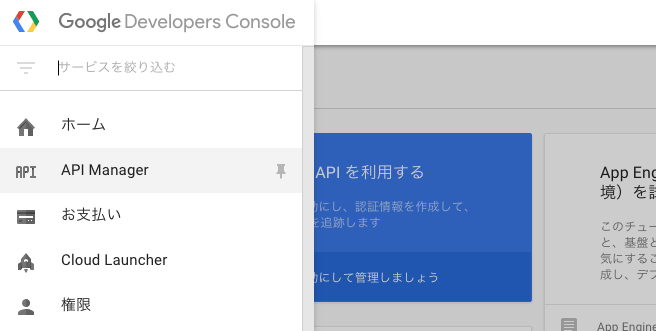 Google Developers Console
サービスを絞り込む
ホーム
API
API Manager
お支払い
Cloud Launcher
権限
API を利用する
動にし、認証情報を作成して、
を追跡します
動にして管理しましょう
App Eng
境）を試
このチュー
と、基盤と
気にするこ
成し、デフ
App Engine